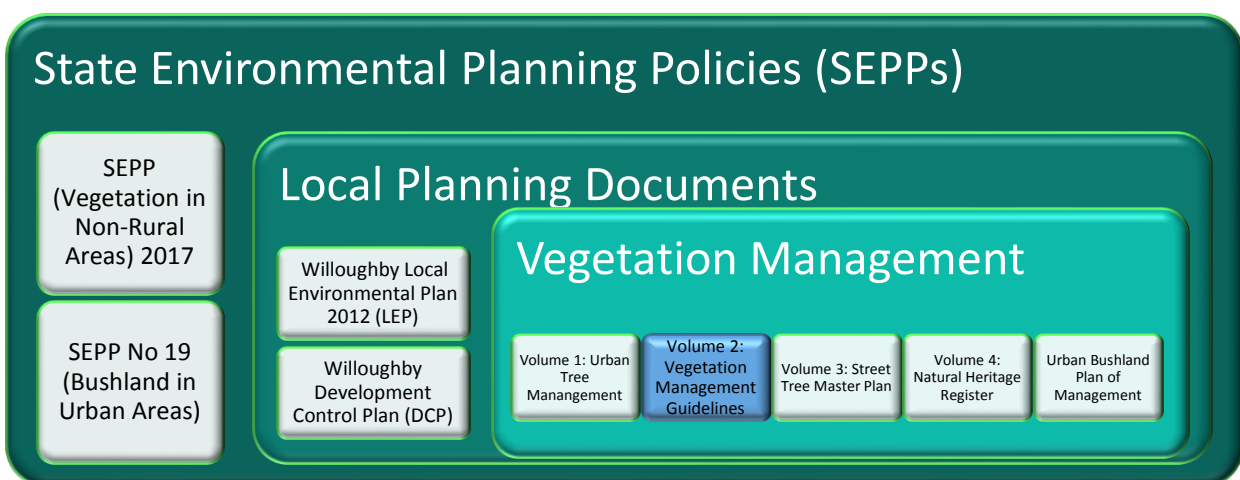 State Environmental Planning Policies (SEPPs)
SEPP
(Vegetation in
Non-Rural
Areas) 2017
SEPP No 19
(Bushland in
Urban Areas)
Local Planning Documents
Willoughby Local
Environmental Plan
2012 (LEP)
Willoughby
Development
Control Plan (DCP)
Vegetation Management
Volume 1: Urban
Tree
Manangement
Volume 2:
Vegetation
Management
Guidelines
Volume 3: Street
Tree Master Plan
Volume 4:
Natural Heritage
Register
Urban Bushland
Plan of
Management